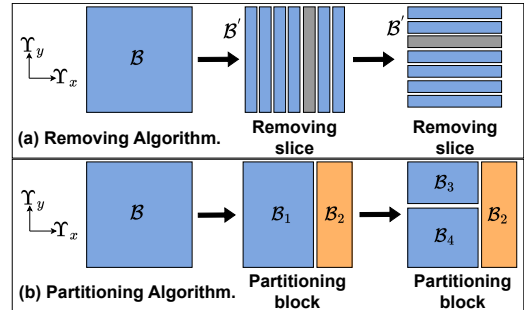 ϒy
ϒx
B
B′
B′
Removing
slice
Removing
slice
(a) Removing Algorithm.
ϒy
ϒx
B
B1
B2
B3
B4
B2
Partitioning
block
Partitioning
block
(b) Partitioning Algorithm.